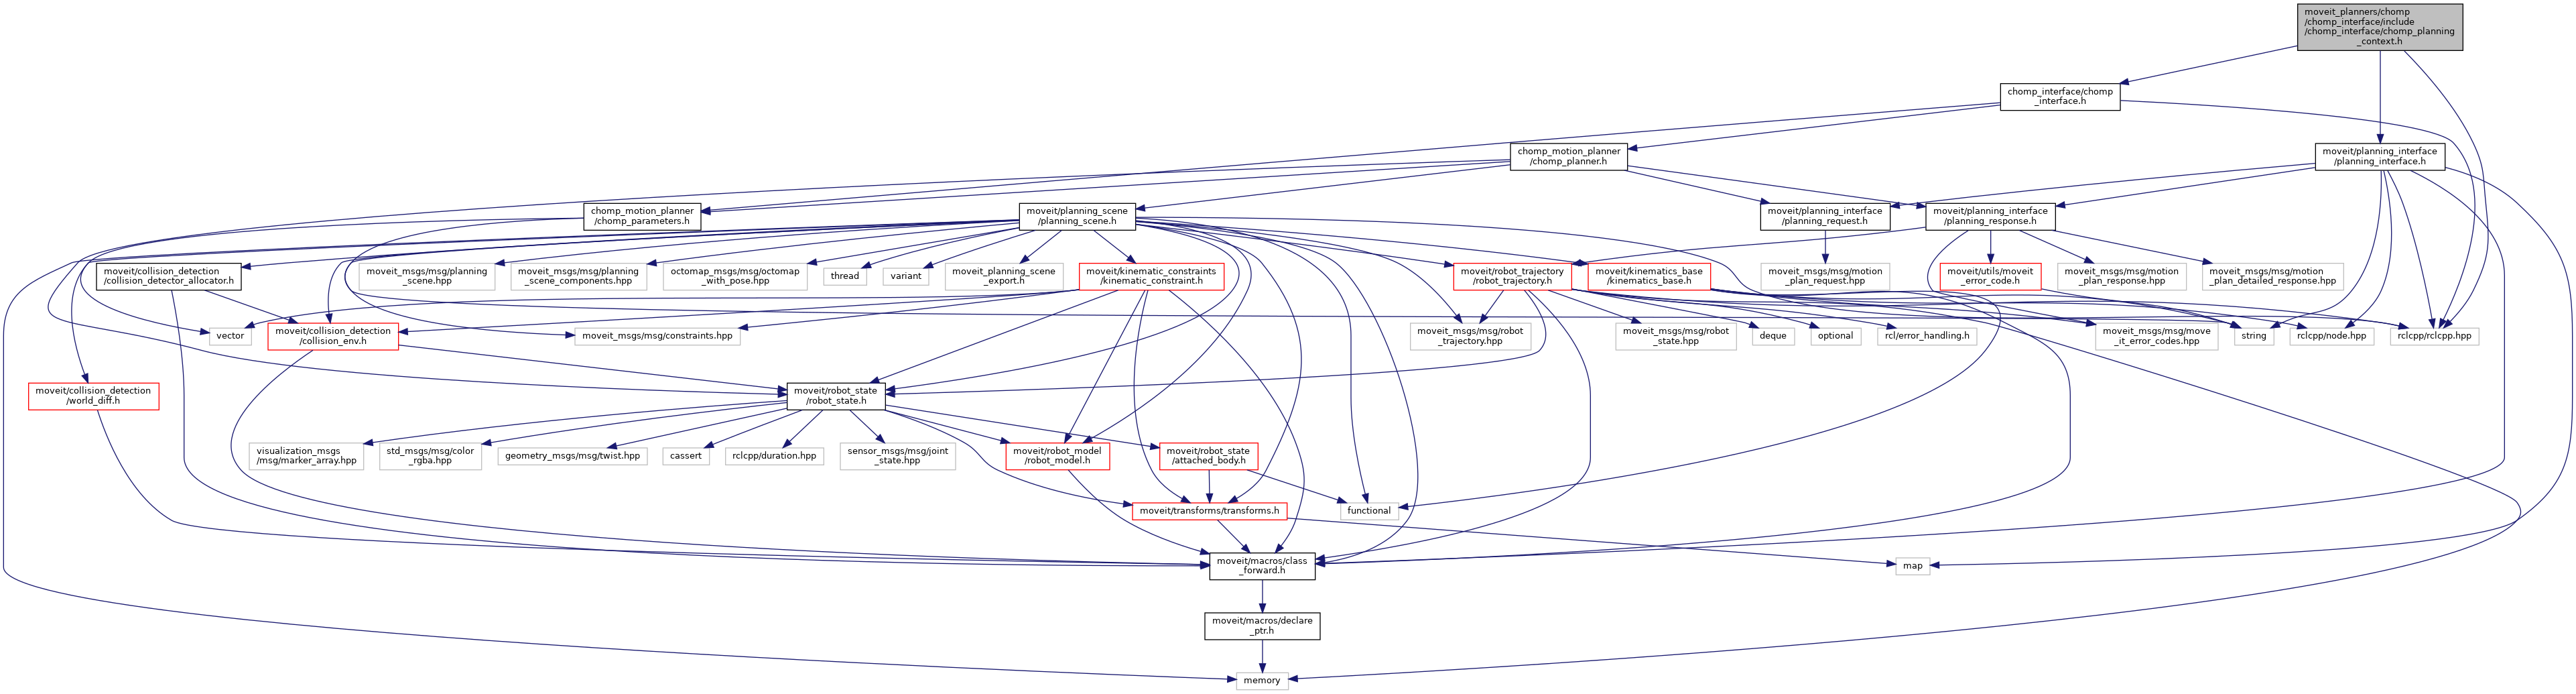 moveit_planners/chomp
/chomp_interface/include
/chomp_interface/chomp_planning
_context.h
chomp_interface/chomp
_interface.h
chomp_motion_planner
/chomp_planner.h
moveit/planning_interface
/planning_interface.h
chomp_motion_planner
/chomp_parameters.h
moveit/planning_scene
/planning_scene.h
moveit/planning_interface
/planning_request.h
moveit/planning_interface
/planning_response.h
moveit/collision_detection
/collision_detector_allocator.h
moveit_msgs/msg/planning
_scene.hpp
moveit_msgs/msg/planning
_scene_components.hpp
octomap_msgs/msg/octomap
_with_pose.hpp
thread
variant
moveit_planning_scene
_export.h
moveit/kinematic_constraints
/kinematic_constraint.h
moveit/robot_trajectory
/robot_trajectory.h
moveit/kinematics_base
/kinematics_base.h
moveit_msgs/msg/motion
_plan_request.hpp
moveit/utils/moveit
_error_code.h
moveit_msgs/msg/motion
_plan_response.hpp
moveit_msgs/msg/motion
_plan_detailed_response.hpp
vector
moveit/collision_detection
/collision_env.h
moveit_msgs/msg/constraints.hpp
moveit_msgs/msg/robot
_trajectory.hpp
moveit_msgs/msg/robot
_state.hpp
deque
optional
rcl/error_handling.h
moveit_msgs/msg/move
_it_error_codes.hpp
string
rclcpp/node.hpp
rclcpp/rclcpp.hpp
moveit/collision_detection
/world_diff.h
moveit/robot_state
/robot_state.h
visualization_msgs
/msg/marker_array.hpp
std_msgs/msg/color
_rgba.hpp
geometry_msgs/msg/twist.hpp
cassert
rclcpp/duration.hpp
sensor_msgs/msg/joint
_state.hpp
moveit/robot_model
/robot_model.h
moveit/robot_state
/attached_body.h
moveit/transforms/transforms.h
functional
moveit/macros/class
_forward.h
map
moveit/macros/declare
_ptr.h
memory